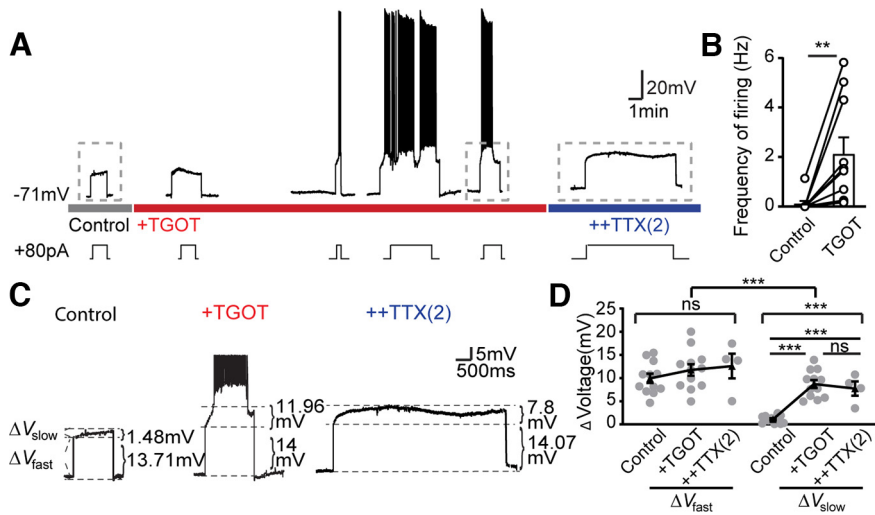 A
20mV
1min
-71mV
Control
+TGOT
++TTX(2)
+80pA
B
**
Frequency of firing (Hz)
6
4
2
0
Control
TGOT
C
Control
+TGOT
++TTX(2)
5mV
500ms
ΔVslow
ΔVfast
1.48mV
13.71mV
11.96
mV
14
mV
7.8
mV
14.07
mV
D
***
ns
***
***
***
ns
ΔVoltage(mV)
25
20
15
10
5
0
Control
+TGOT
++TTX(2)
Control
+TGOT
++TTX(2)
ΔVfast
ΔVslow